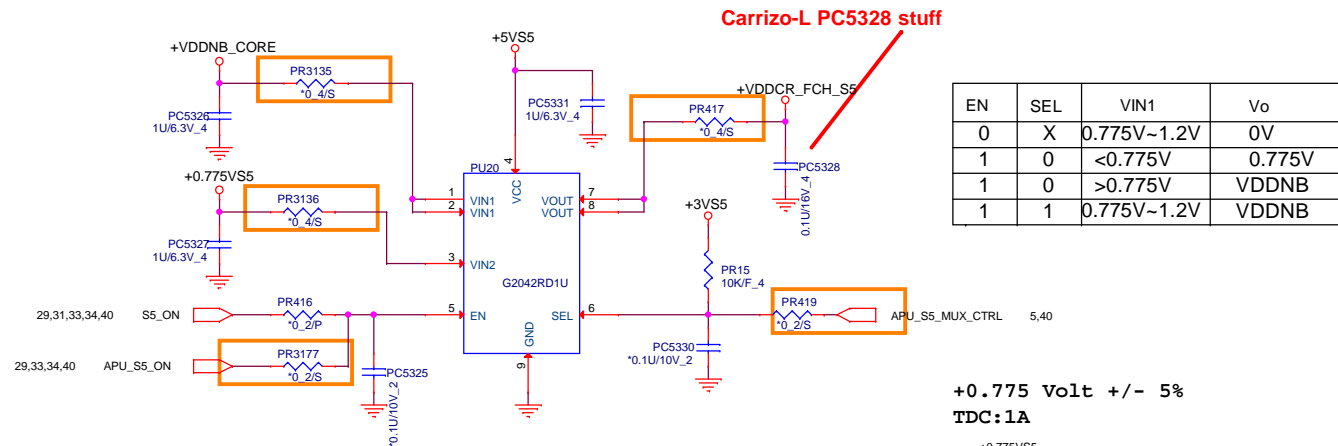 Carrizo-L PC5328 stuff
+VDDNB_CORE
PR3135
*0_4/S
PC5326
1U/6.3V_4
+5VS5
PC5331
1U/6.3V_4
+VDDCR_FCH_S5
PR417
*0_4/S
PC5328
0.1U/16V_4
EN SEL VIN1 Vo
0 X 0.775V~1.2V 0V
1 0 <0.775V 0.775V
1 0 >0.775V VDDNB
1 1 0.775V~1.2V VDDNB
+0.775VS5
PR3136
*0_4/S
PC5327
1U/6.3V_4
PU20
4 VCC
1 VIN1
2 VIN1
3 VIN2
5 EN
VOUT 7
VOUT 8
G2042RD1U
SEL 6
GND 9
+3VS5
PR15
10K/F_4
29,31,33,34,40 S5_ON
PR416
*0_2/P
29,33,34,40 APU_S5_ON
PR3177
*0_2/S
PC5325
*0.1U/10V_2
PC5330
*0.1U/10V_2
PR419
*0_2/S
APU_S5_MUX_CTRL 5,40
+0.775 Volt +/- 5%
TDC:1A
+0.775VS5